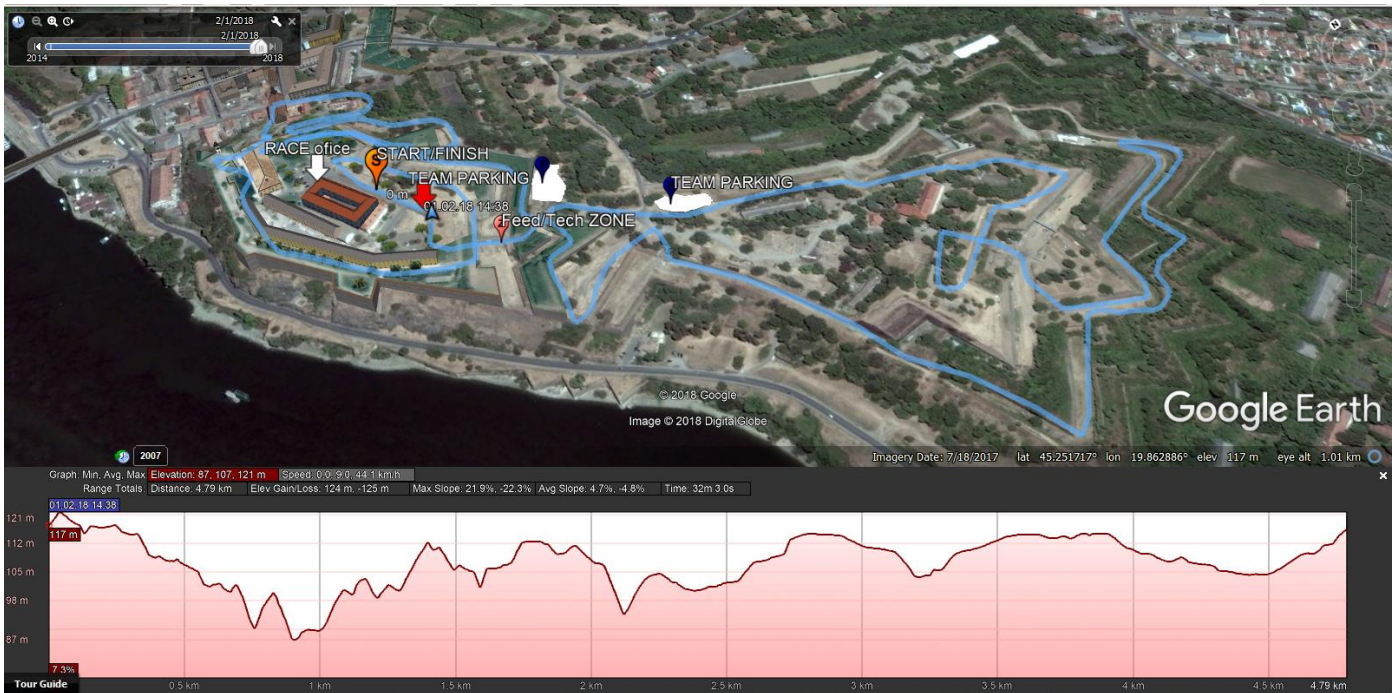 2/1/2018
2/1/2018
2014 2018
RACE ofice
START/FINISH
TEAM PARKING
0 m
01.02.18 14:38
Feed/Tech ZONE
TEAM PARKING
© 2018 Google
Image © 2018 DigitalGlobe
Google Earth
2007
Imagery Date: 7/18/2017 lat 45.251717° lon 19.862886° elev 117 m eye alt 1.01 km
Graph: Min, Avg, Max Elevation: 87, 107, 121 m Speed: 0.0, 9.0, 44.1 km/h
Range Totals: Distance: 4.79 km Elev Gain/Loss: 124 m, -125 m Max Slope: 21.9%, -22.3% Avg Slope: 4.7%, -4.8% Time: 32m 3.0s
01.02.18 14:38
121 m
117 m
112 m
105 m
98 m
87 m
7.3%
Tour Guide
0.5 km 1 km 1.5 km 2 km 2.5 km 3 km 3.5 km 4 km 4.5 km 4.79 km